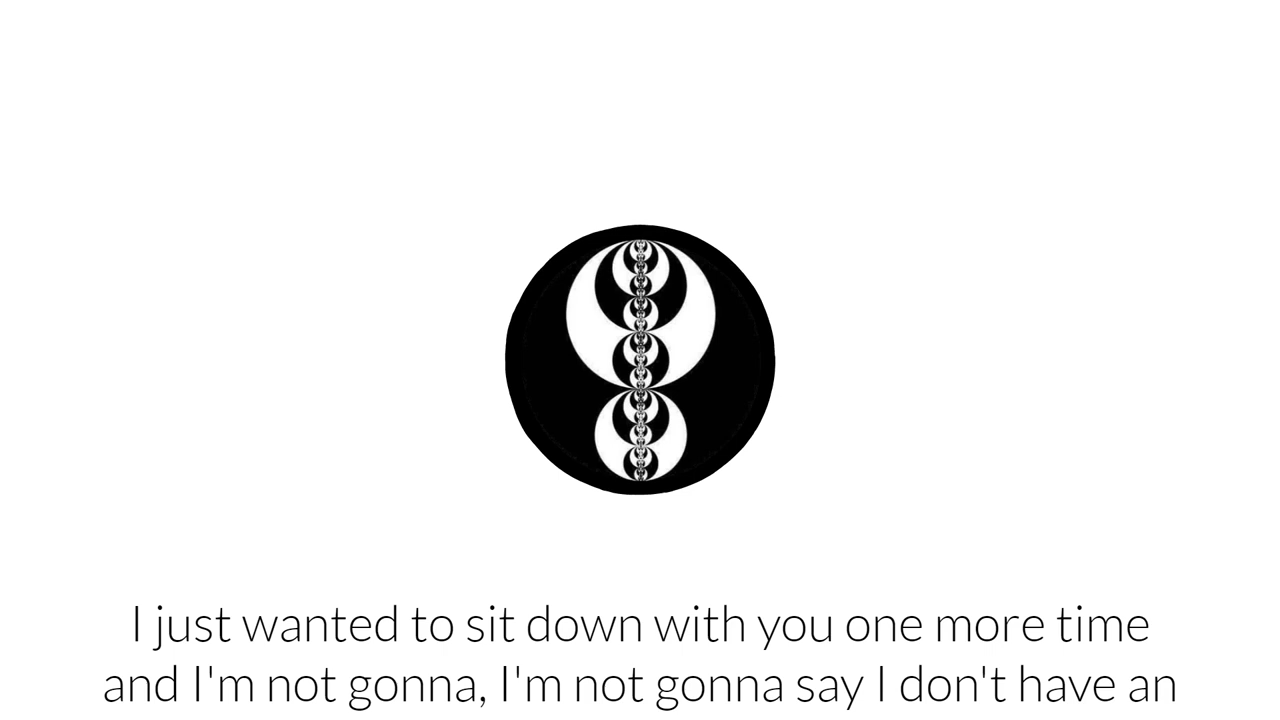 I just wanted to sit down with you one more time
and I'm not gonna, I'm not gonna say I don't have an